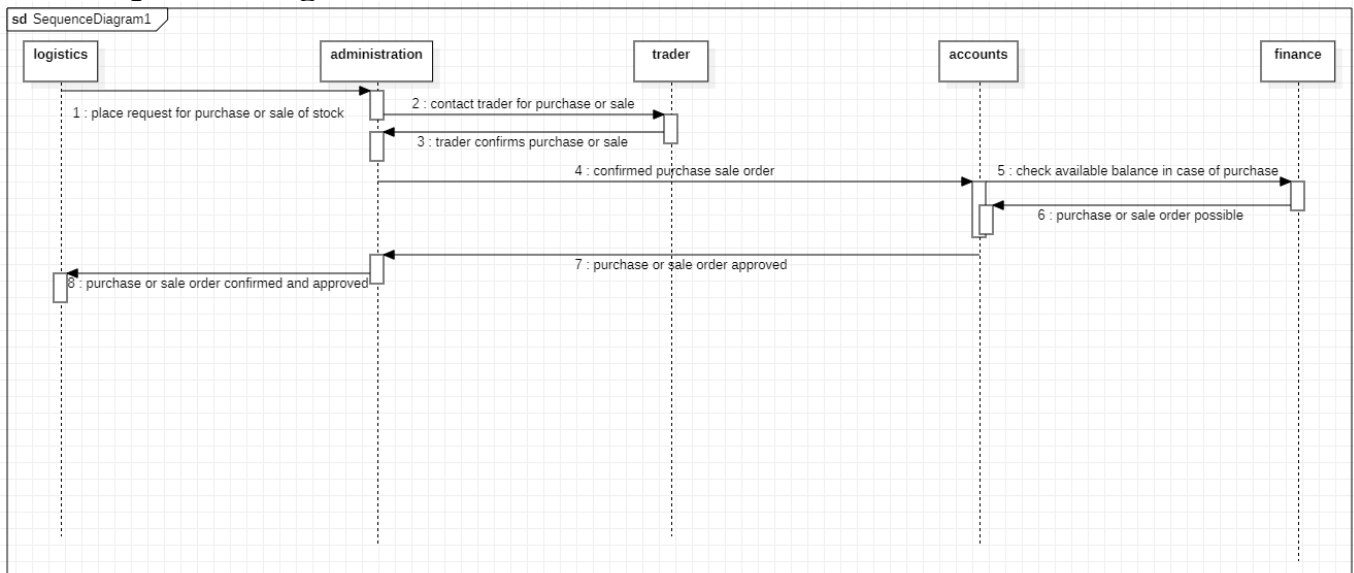 sd SequenceDiagram1
logistics
administration
trader
accounts
finance
1 : place request for purchase or sale of stock
2 : contact trader for purchase or sale
3 : trader confirms purchase or sale
4 : confirmed purchase sale order
5 : check available balance in case of purchase
6 : purchase or sale order possible
7 : purchase or sale order approved
8 : purchase or sale order confirmed and approved